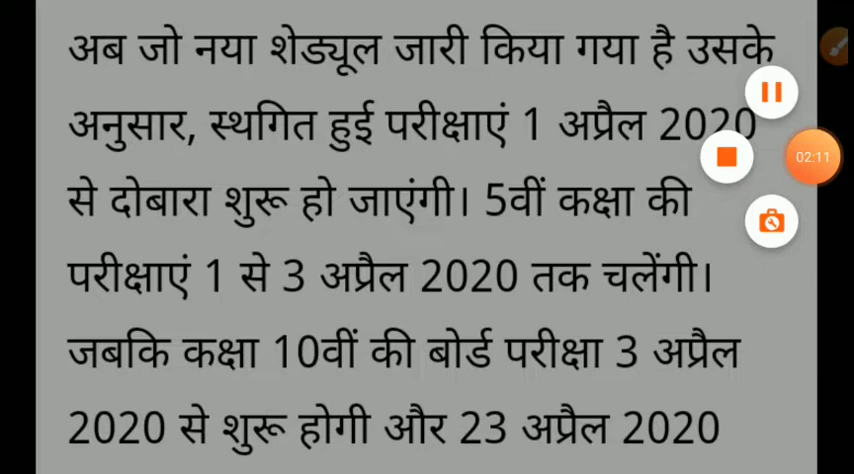 अब जो नया शेड्यूल जारी किया गया है उसके
अनुसार, स्थगित हुई परीक्षाएं 1 अप्रैल 2020
02:11
से दोबारा शुरू हो जाएंगी। 5वीं कक्षा की
परीक्षाएं 1 से 3 अप्रैल 2020 तक चलेंगी।
जबकि कक्षा 10वीं की बोर्ड परीक्षा 3 अप्रैल
2020 से शुरू होगी और 23 अप्रैल 2020